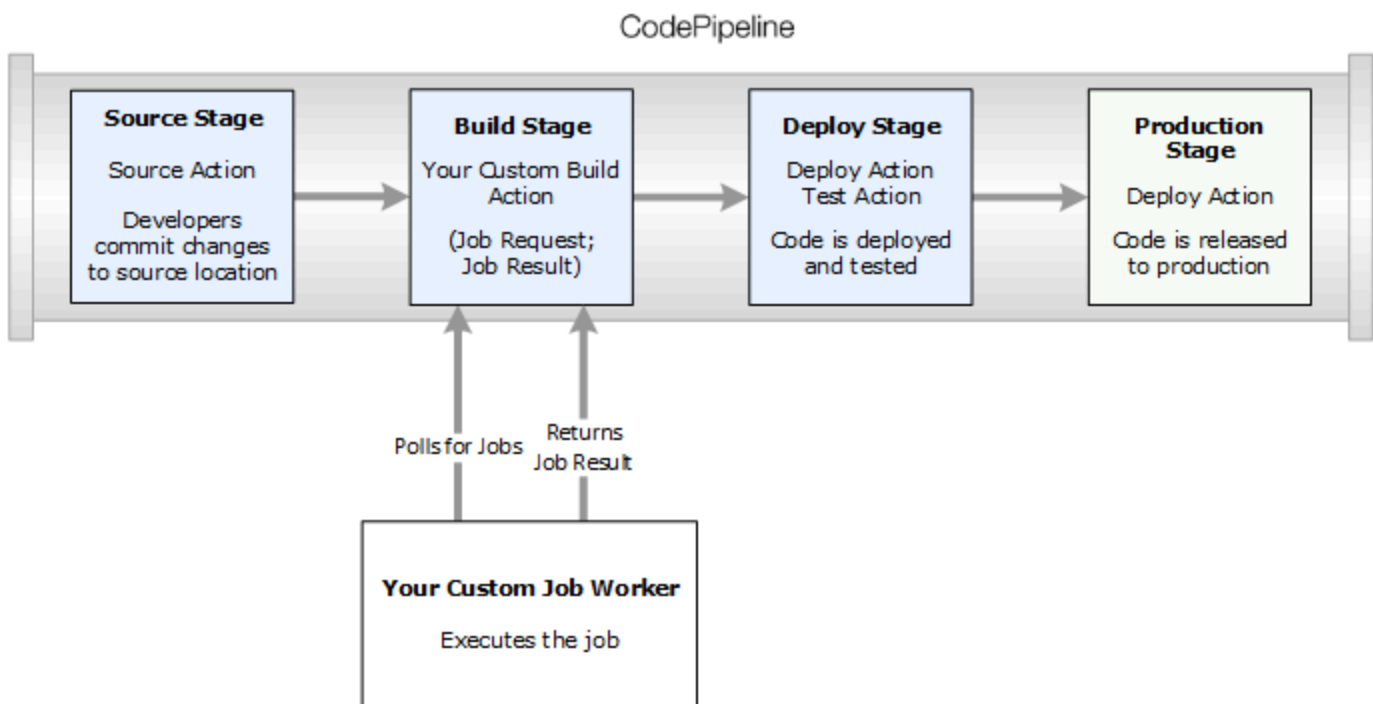 CodePipeline
Source Stage
Source Action
Developers
commit changes
to source location
Build Stage
Your Custom Build
Action
(Job Request;
Job Result)
Deploy Stage
Deploy Action
Test Action
Code is deployed
and tested
Production
Stage
Deploy Action
Code is released
to production
Polls for Jobs
Returns
Job Result
Your Custom Job Worker
Executes the job